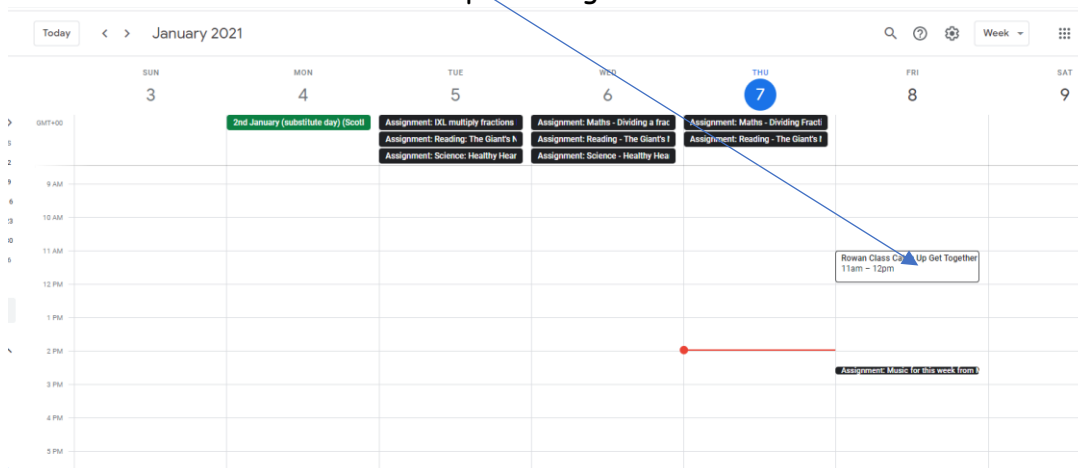 Today < > January 2021 Week
SUN MON TUE WED THU FRI SAT
3 4 5 6 7 8 9
GMT+00
2nd January (substitute day) (Scotl
Assignment: IXL multiply fractions
Assignment: Maths - Dividing a frac
Assignment: Maths - Dividing Fracti
Assignment: Reading: The Giant's N
Assignment: Reading - The Giant's
Assignment: Reading - The Giant's
Assignment: Science: Healthy Hear
Assignment: Science - Healthy Hea
9 AM
10 AM
11 AM
Rowan Class Up Get Together
11am – 12pm
12 PM
1 PM
2 PM
Assignment: Music for this week from
3 PM
4 PM
5 PM